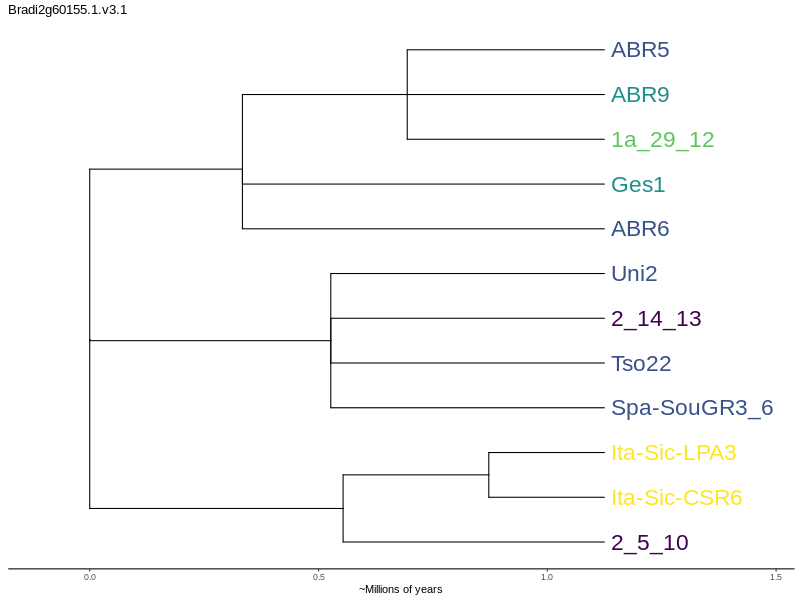 Bradi2g60155.1.v3.1
ABR5
ABR9
1a_29_12
Ges1
ABR6
Uni2
2_14_13
Tso22
Spa-SouGR3_6
Ita-Sic-LPA3
Ita-Sic-CSR6
2_5_10
0.0 0.5 1.0 1.5
~Millions of years